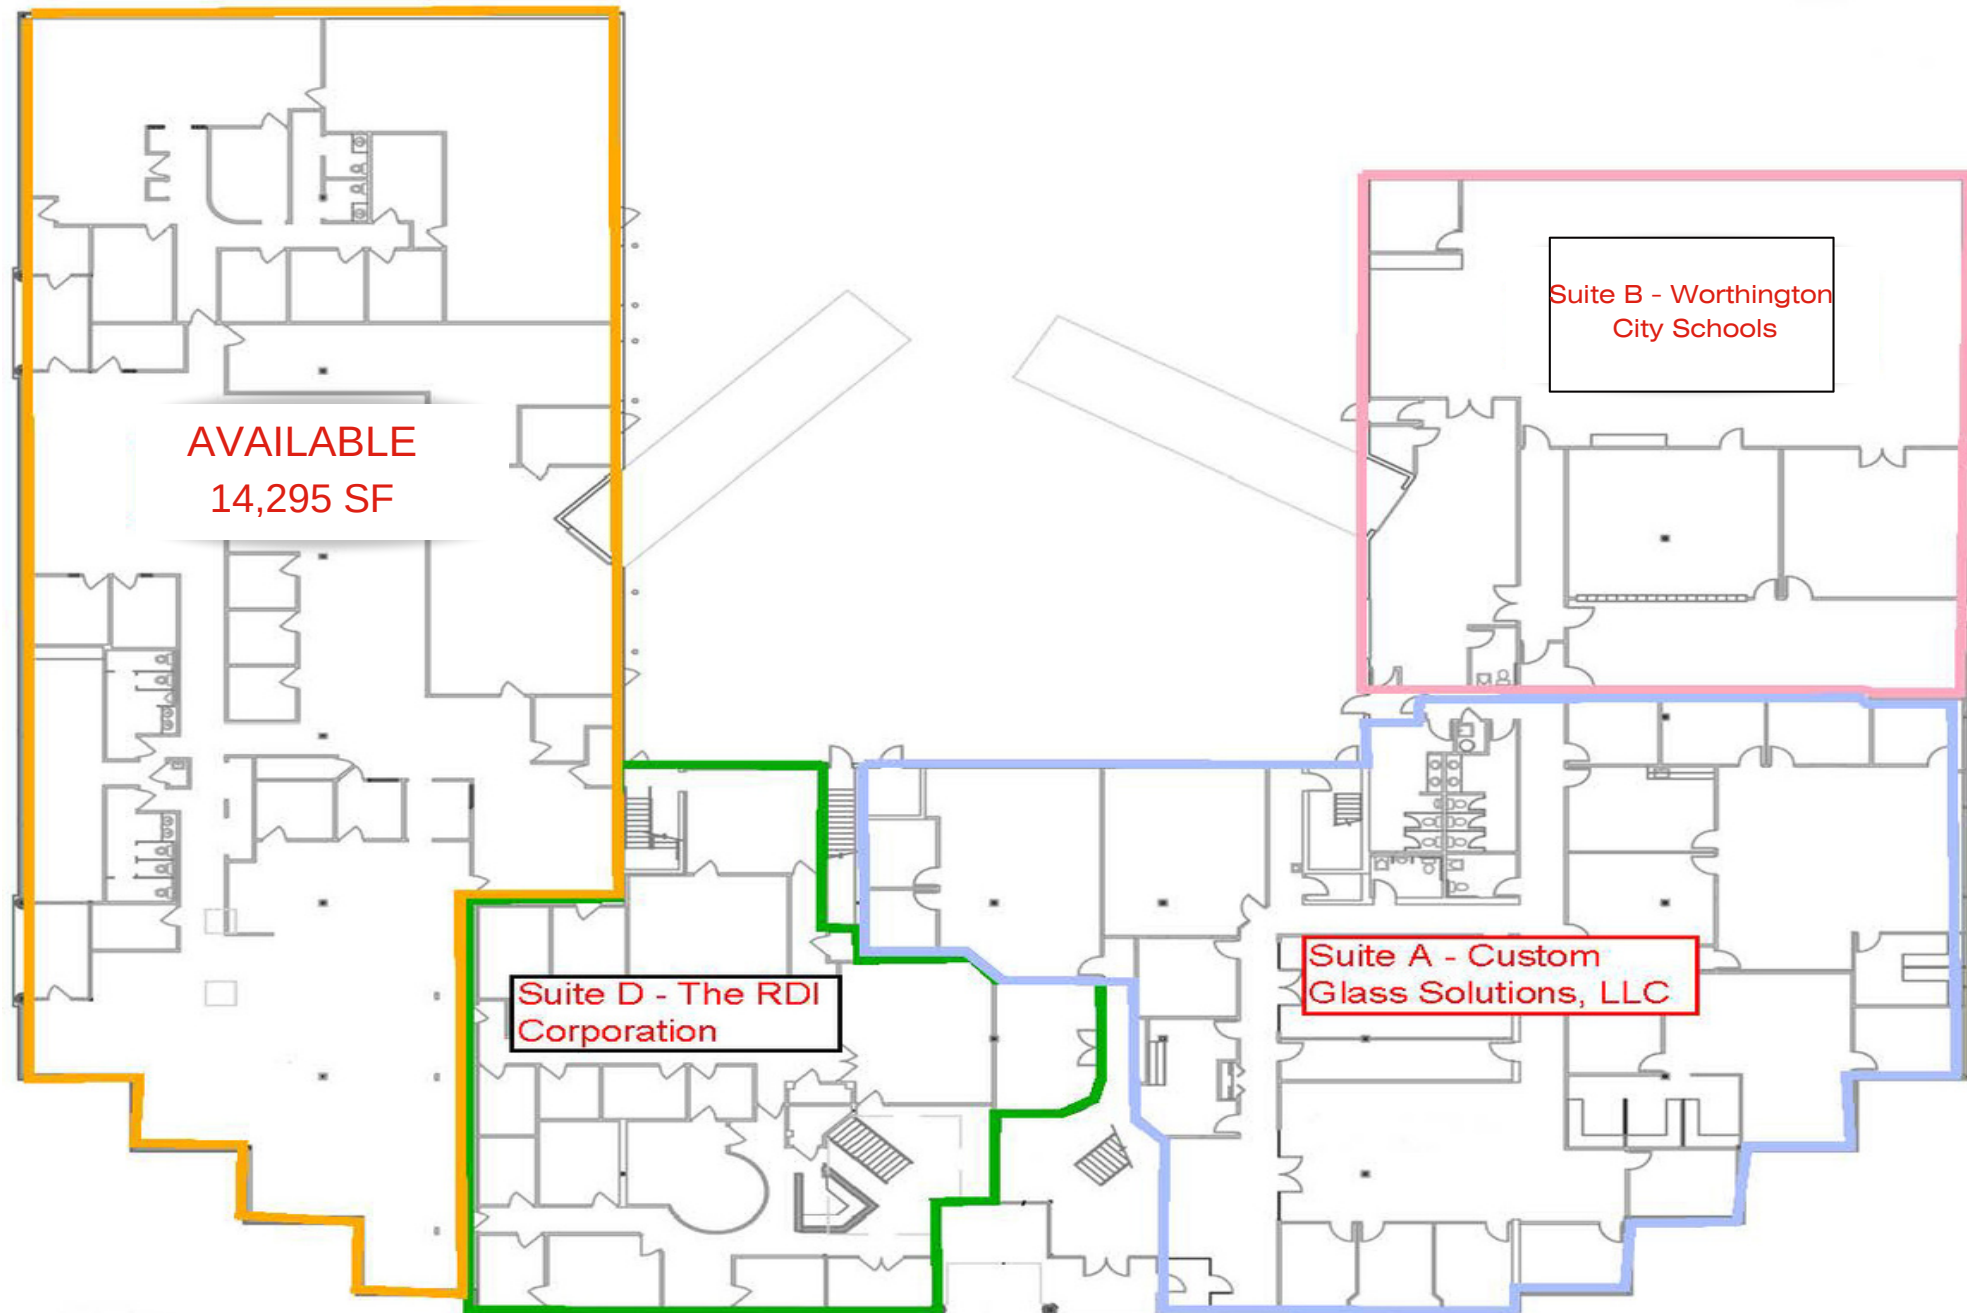 Suite B - Worthington
City Schools
AVAILABLE
14,295 SF
Suite A - Custom
Glass Solutions, LLC
Suite D - The RDI
Corporation